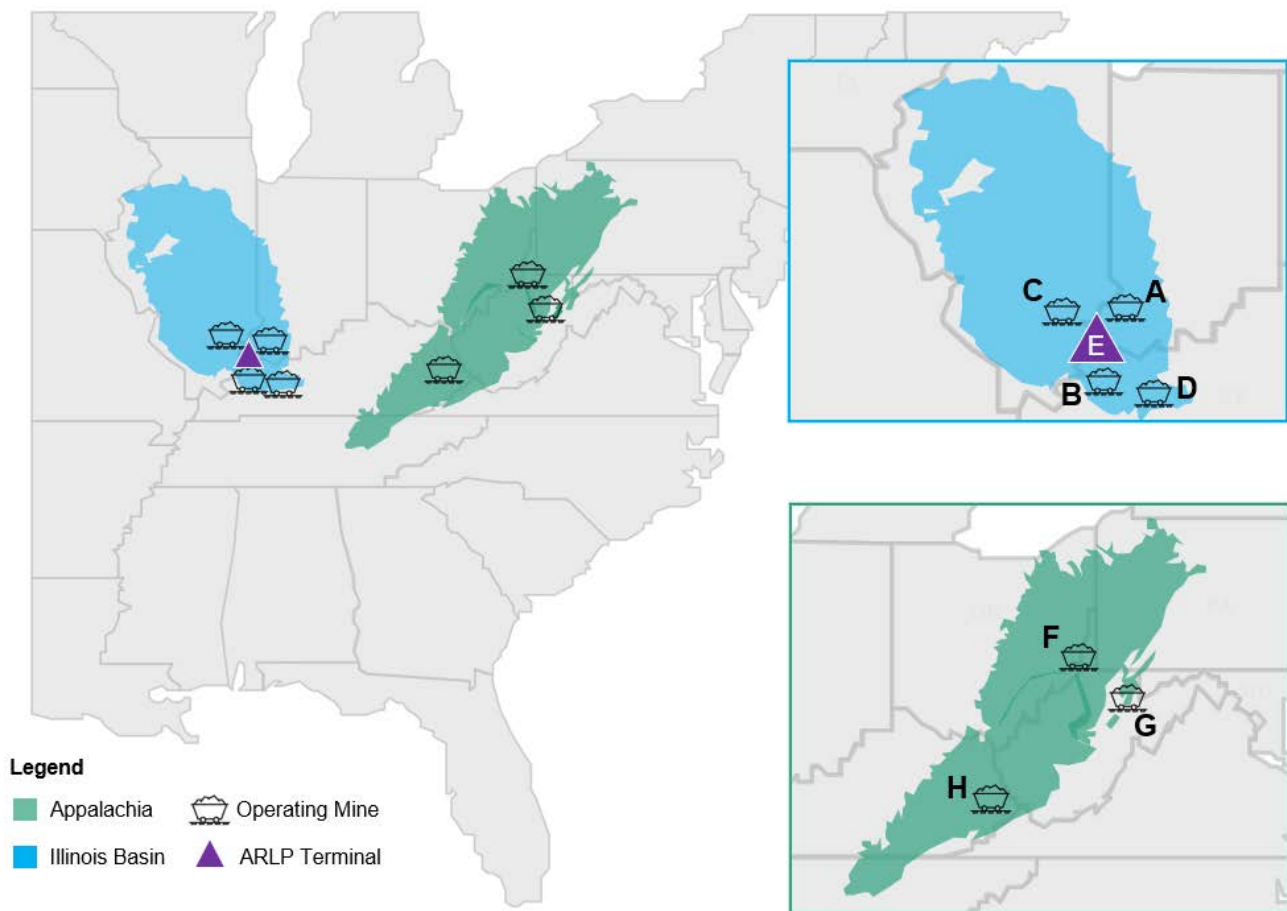 C
A
E
B
D
F
G
H
Legend
Appalachia
Operating Mine
Illinois Basin
ARLP Terminal